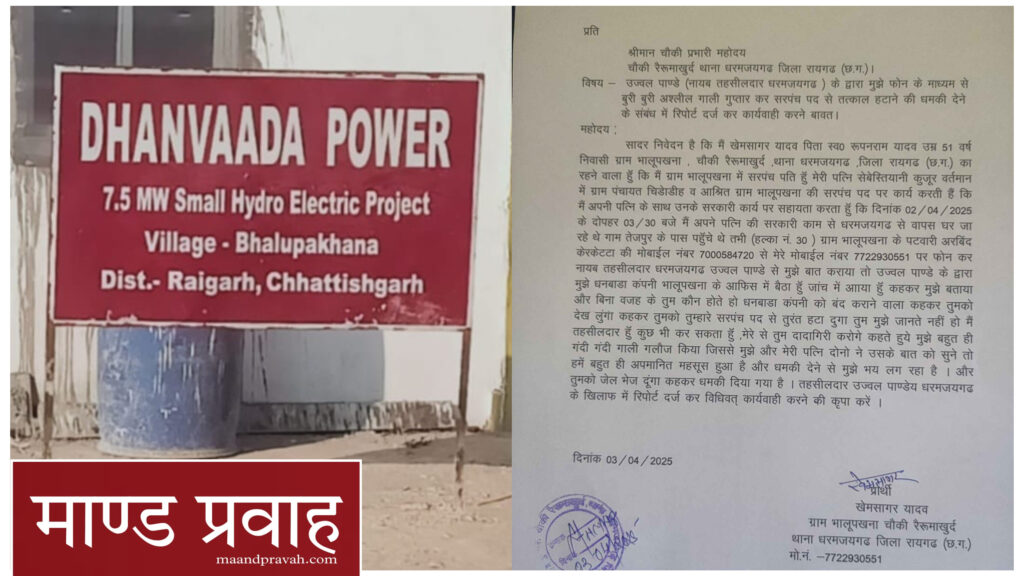 DHANVAADA POWER
7.5 MW Small Hydro Electric Project
Village - Bhalupakhana
Dist.- Raigarh, Chhattishgarh
माण्ड प्रवाह
maandpravah.com
प्रति
श्रीमान चौकी प्रभारी महोदय
चौकी रैरूमाखुर्द थाना धरमजयगढ जिला रायगढ (छ.ग.)।
विषय – उज्वल पाण्डे (नायब तहसीलदार धरमजयगढ ) के द्वारा मुझे फोन के माध्यम से
बुरी बुरी अश्लील गाली गुप्तार कर सरपंच पद से तत्काल हटाने की धमकी देने
के संबंध में रिपोर्ट दर्ज कर कार्यवाही करने बावत।
महोदय ;
सादर निवेदन है कि मैं खेमसागर यादव पिता स्व0 रूपनराम यादव उम्र 51 वर्ष
निवासी ग्राम भालूपखना , चौकी रैरूमाखुर्द ,थाना धरमजयगढ ,जिला रायगढ (छ.ग.) का
रहने वाला हुँ कि मैं ग्राम भालूपखना में सरपंच पति हुँ मेरी पत्नि सेबेस्तियानी कुजूर वर्तमान
में ग्राम पंचायत चिडोडीह व आश्रित ग्राम भालूपखना की सरपंच पद पर कार्य करती हैं कि
मैं अपनी पत्नि के साथ उनके सरकारी कार्य पर सहायता करता हुँ कि दिनांक 02/04/2025
के दोपहर 03/30 बजे मैं अपने पत्नि की सरकारी काम से धरमजयगढ से वापस घर जा
रहे थे गाम तेजपुर के पास पहुँचे थे तभी (हल्का नं. 30 ) ग्राम भालूपखना के पटवारी अरबिंद
केरकेटटा की मोबाईल नंबर 7000584720 से मेरे मोबाईल नंबर 7722930551 पर फोन कर
नायब तहसीलदार धरमजयगढ उज्वल पाण्डे से मुझे बात कराया तो उज्वल पाण्डे के द्वारा
मुझे धनबाडा कंपनी भालूपखना के आफिस में बैठा हुँ जांच में आाया हुँ कहकर मुझे बताया
और बिना वजह के तुम कौन होते हो धनबाडा कंपनी को बंद कराने वाला कहकर तुमको
देख लुंगा कहकर तुमको तुम्हारे सरपंच पद से तुरंत हटा दुगा तुम मुझे जानते नहीं हो मैं
तहसीलदार हुँ कुछ भी कर सकता हुँ ,मेरे से तुम दादागिरी करोगे कहते हुये मुझे बहुत ही
गंदी गंदी गाली गलौज किया जिससे मुझे और मेरी पत्नि दोनो ने उसके बात को सुने तो
हमें बहुत ही अपमानित महसूस हुआ है और धमकी देने से मुझे भय लग रहा है । और
तुमको जेल भेज दूंगा कहकर धमकी दिया गया है । तहसीलदार उज्वल पाण्डेय धरमजयगढ
के खिलाफ में रिपोर्ट दर्ज कर विधिवत् कार्यवाही करने की कृपा करें ।
दिनांक 03/04/2025
खेमसागर
प्रार्थी
खेमसागर यादव
ग्राम भालूपखना चौकी रैरूमाखुर्द
थाना धरमजयगढ जिला रायगढ (छ.ग.)
मो.नं. –7722930551